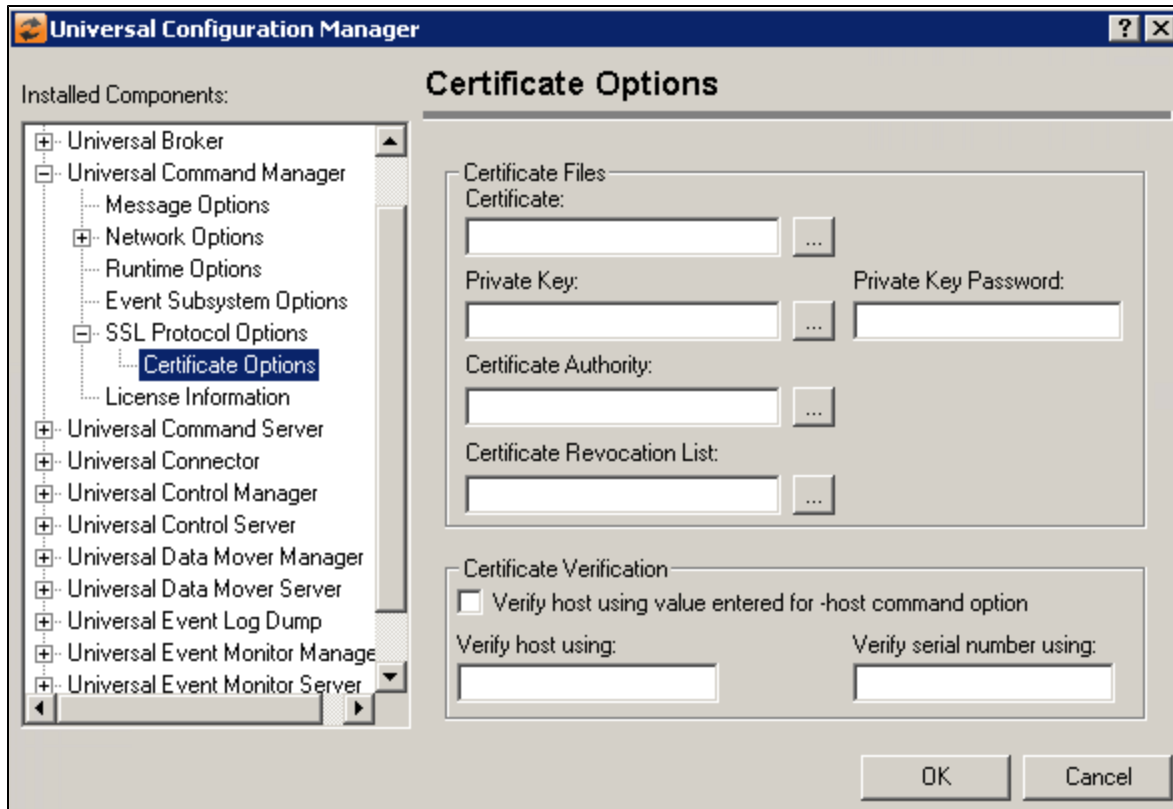 Universal Configuration Manager
Installed Components:
Universal Broker
Universal Command Manager
Message Options
Network Options
Runtime Options
Event Subsystem Options
SSL Protocol Options
Certificate Options
License Information
Universal Command Server
Universal Connector
Universal Control Manager
Universal Control Server
Universal Data Mover Manager
Universal Data Mover Server
Universal Event Log Dump
Universal Event Monitor Manage
Universal Event Monitor Server
Certificate Options
Certificate Files
Certificate:
...
Private Key:
Private Key Password:
...
Certificate Authority:
...
Certificate Revocation List:
...
Certificate Verification
Verify host using value entered for -host command option
Verify host using:
Verify serial number using:
OK
Cancel